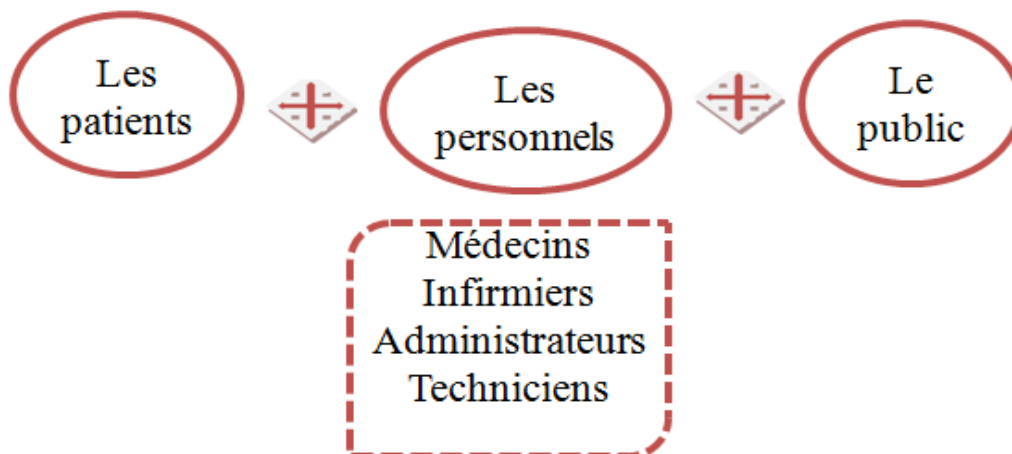 Les
patients
Les
personnels
Le
public
Médecins
Infirmiers
Administrateurs
Techniciens